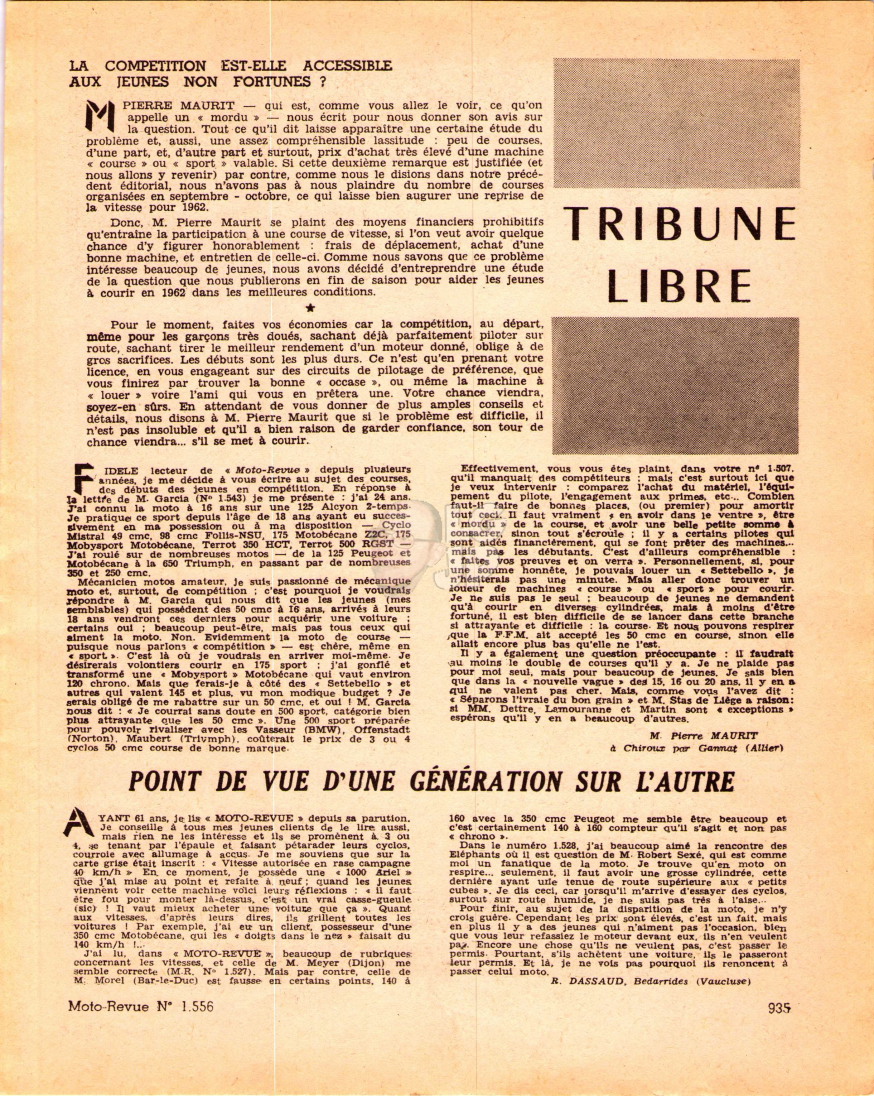 LA COMPETITION EST-ELLE ACCESSIBLE
AUX JEUNES NON FORTUNES ?
M PIERRE MAURIT — qui est, comme vous allez le voir, ce qu'on
appelle un « mordu » — nous écrit pour nous donner son avis sur
la question. Tout ce qu'il dit laisse apparaître une certaine étude du
problème et, aussi, une assez compréhensible lassitude : peu de courses,
d'une part, et, d'autre part et surtout, prix d'achat très élevé d'une machine
« course » ou « sport » valable. Si cette deuxième remarque est justifiée (et
nous allons y revenir) par contre, comme nous le disions dans notre précé-
dent éditorial, nous n'avons pas à nous plaindre du nombre de courses
organisées en septembre - octobre, ce qui laisse bien augurer une reprise de
la vitesse pour 1962.
Donc, M. Pierre Maurit se plaint des moyens financiers prohibitifs
qu'entraîne la participation à une course de vitesse, si l'on veut avoir quelque
chance d'y figurer honorablement : frais de déplacement, achat d'une
bonne machine, et entretien de celle-ci. Comme nous savons que ce problème
intéresse beaucoup de jeunes, nous avons décidé d'entreprendre une étude
de la question que nous publierons en fin de saison pour aider les jeunes
à courir en 1962 dans les meilleures conditions.
★
Pour le moment, faites vos économies car la compétition, au départ,
même pour les garçons très doués, sachant déjà parfaitement piloter sur
route, sachant tirer le meilleur rendement d'un moteur donné, oblige à de
gros sacrifices. Les débuts sont les plus durs. Ce n'est qu'en prenant votre
licence, en vous engageant sur des circuits de pilotage de préférence, que
vous finirez par trouver la bonne « occase », ou même la machine à
« louer » voire l'ami qui vous en prêtera une. Votre chance viendra,
soyez-en sûrs. En attendant de vous donner de plus amples conseils et
détails, nous disons à M. Pierre Maurit que si le problème est difficile, il
n'est pas insoluble et qu'il a bien raison de garder confiance, son tour de
chance viendra... s'il se met à courir.
TRIBUNE
LIBRE
FIDELE lecteur de « Moto-Revue » depuis plusieurs
années, je me décide à vous écrire au sujet des courses,
des débuts des jeunes en compétition. En réponse à
la lettre de M. Garcia (N° 1.543) je me présente : j'ai 24 ans.
J'ai connu la moto à 16 ans sur une 125 Alcyon 2-temps.
Je pratique ce sport depuis l'âge de 18 ans ayant eu succes-
sivement en ma possession ou à ma disposition — Cyclo
Mistral 49 cmc, 98 cmc Follis-NSU, 175 Motobécane Z2C, 175
Mobysport Motobécane, Terrot 350 HCT, Terrot 500 RGST —
J'ai roulé sur de nombreuses motos — de la 125 Peugeot et
Motobécane à la 650 Triumph, en passant par de nombreuses
350 et 250 cmc.
Mécanicien motos amateur, je suis passionné de mécanique
moto et, surtout, de compétition ; c'est pourquoi je voudrais
répondre à M. Garcia qui nous dit que les jeunes (mes
semblables) qui possèdent des 50 cmc à 16 ans, arrivés à leurs
18 ans vendront ces derniers pour acquérir une voiture ;
certains oui ; beaucoup peut-être, mais pas tous ceux qui
aiment la moto. Non. Evidemment la moto de course —
puisque nous parlons « compétition » — est chère, même en
« sport ». C'est là où je voudrais en arriver moi-même. Je
désirerais volontiers courir en 175 sport ; j'ai gonflé et
transformé une « Mobysport » Motobécane qui vaut environ
120 chrono. Mais que ferais-je à côté des « Settebello » et
autres qui valent 145 et plus, vu mon modique budget ? Je
serais obligé de me rabattre sur un 50 cmc, et oui ! M. Garcia
nous dit : « Je courrai sans doute en 500 sport, catégorie bien
plus attrayante que les 50 cmc ». Une 500 sport préparée
pour pouvoir rivaliser avec les Vasseur (BMW), Offenstadt
(Norton), Maubert (Triumph), coûterait le prix de 3 ou 4
cyclos 50 cmc course de bonne marque.
Effectivement, vous vous êtes plaint, dans votre n° 1.507,
qu'il manquait des compétiteurs ; mais c'est surtout ici que
je veux intervenir : comparez l'achat du matériel, l'équi-
pement du pilote, l'engagement aux primes, etc... Combien
faut-il faire de bonnes places, (ou premier) pour amortir
tout ceci. Il faut vraiment « en avoir dans le ventre », être
« mordu » de la course, et avoir une belle petite somme à
consacrer, sinon tout s'écroule ; il y a certains pilotes qui
sont aidés financièrement, qui se font prêter des machines...
mais pas les débutants. C'est d'ailleurs compréhensible :
« faites vos preuves et on verra ». Personnellement, si, pour
une somme honnête, je pouvais louer un « Settebello », je
n'hésiterais pas une minute. Mais aller donc trouver un
loueur de machines « course » ou « sport » pour courir.
Je ne suis pas le seul ; beaucoup de jeunes ne demandent
qu'à courir en diverses cylindrées, mais à moins d'être
fortuné, il est bien difficile de se lancer dans cette branche
si attrayante et difficile : la course. Et nous pouvons respirer
que la F.F.M. ait accepté les 50 cmc en course, sinon elle
allait encore plus bas qu'elle ne l'est.
Il y a également une question préoccupante : il faudrait
au moins le double de courses qu'il y a. Je ne plaide pas
pour moi seul, mais pour beaucoup de jeunes. Je sais bien
que dans la « nouvelle vague » des 15, 16 ou 20 ans, il y en a
qui ne valent pas cher. Mais, comme vous l'avez dit :
« Séparons l'ivraie du bon grain » et M. Stas de Liège a raison:
si MM. Dettre, Lamouranne et Martin sont « exceptions »
espérons qu'il y en a beaucoup d'autres.
M. Pierre MAURIT
à Chiroux par Gannat (Allier)
POINT DE VUE D'UNE GÉNÉRATION SUR L'AUTRE
AYANT 61 ans, je lis « MOTO-REVUE » depuis sa parution.
Je conseille à tous mes jeunes clients de le lire aussi,
mais rien ne les intéresse et ils se promènent à 3 ou
4, se tenant par l'épaule et faisant pétarader leurs cyclos,
courroie avec allumage à accus. Je me souviens que sur la
carte grise était inscrit : « Vitesse autorisée en rase campagne
40 km/h » En ce moment, je possède une « 1000 Ariel »
que j'ai mise au point et refaite à neuf ; quand les jeunes
viennent voir cette machine voici leurs réflexions : « il faut
être fou pour monter là-dessus, c'est un vrai casse-gueule
(sic) ! Il vaut mieux acheter une voiture que ça ». Quant
aux vitesses, d'après leurs dires, ils grillent toutes les
voitures ! Par exemple, j'ai eu un client, possesseur d'une
350 cmc Motobécane, qui les « doigts dans le nez » faisait du
140 km/h !...
J'ai lu, dans « MOTO-REVUE », beaucoup de rubriques
concernant les vitesses, et celle de M. Meyer (Dijon) me
semble correcte (M.R. N° 1.527). Mais par contre, celle de
M. Morel (Bar-le-Duc) est fausse en certains points, 140 à
160 avec la 350 cmc Peugeot me semble être beaucoup et
c'est certainement 140 à 160 compteur qu'il s'agit et non pas
« chrono ».
Dans le numéro 1.528, j'ai beaucoup aimé la rencontre des
Eléphants où il est question de M. Robert Sexé, qui est comme
moi un fanatique de la moto. Je trouve qu'en moto on
respire... seulement, il faut avoir une grosse cylindrée, cette
dernière ayant une tenue de route supérieure aux « petits
cubes ». Je dis ceci, car lorsqu'il m'arrive d'essayer des cyclos,
surtout sur route humide, je ne suis pas très à l'aise...
Pour finir, au sujet de la disparition de la moto, je n'y
crois guère. Cependant les prix sont élevés, c'est un fait, mais
en plus il y a des jeunes qui n'aiment pas l'occasion, bien
que vous leur refassiez le moteur devant eux, ils n'en veulent
pas. Encore une chose qu'ils ne veulent pas, c'est passer le
permis. Pourtant, s'ils achètent une voiture, ils le passeront
leur permis. Et là, je ne vois pas pourquoi ils renoncent à
passer celui moto.
R. DASSAUD, Bedarrides (Vaucluse)
Moto-Revue N° 1.556
935